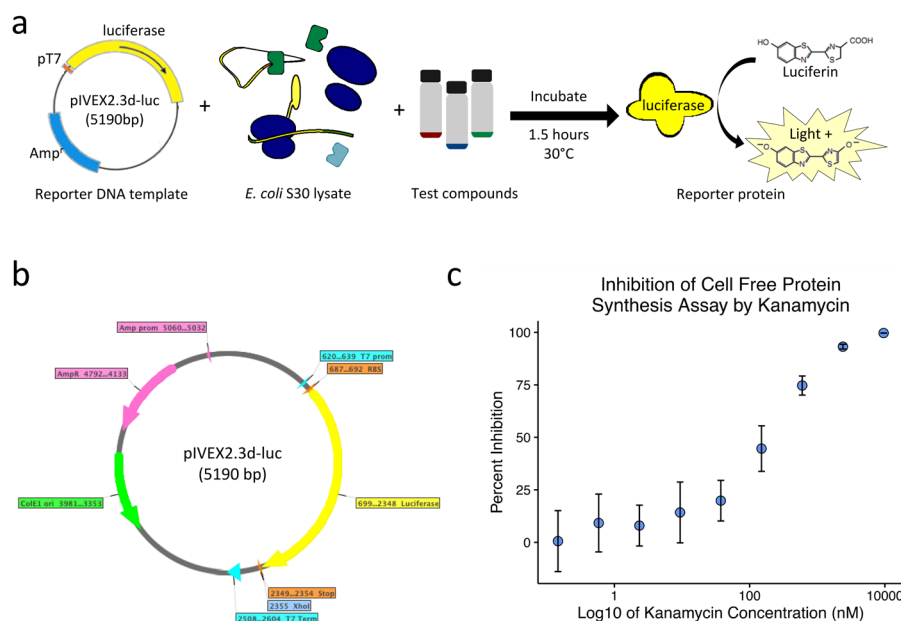 a
luciferase
pT7
pIVEX2.3d-luc
(5190bp)
Ampʳ
Reporter DNA template
+
E. coli S30 lysate
+
Test compounds
Incubate
1.5 hours
30°C
luciferase
HO
S
N
N
S
COOH
Luciferin
Light +
⁻O
S
N
N
S
O⁻
Reporter protein
b
Amp prom 5060...5032
AmpR 4792...4133
ColE1 ori 3981...3353
620...639 T7 prom
687...692 RBS
pIVEX2.3d-luc
(5190 bp)
699...2348 Luciferase
2349...2354 Stop
2355 XhoI
2508...2604 T7 Term
c
Inhibition of Cell Free Protein
Synthesis Assay by Kanamycin
Percent Inhibition
100
75
50
25
0
1
100
10000
Log10 of Kanamycin Concentration (nM)